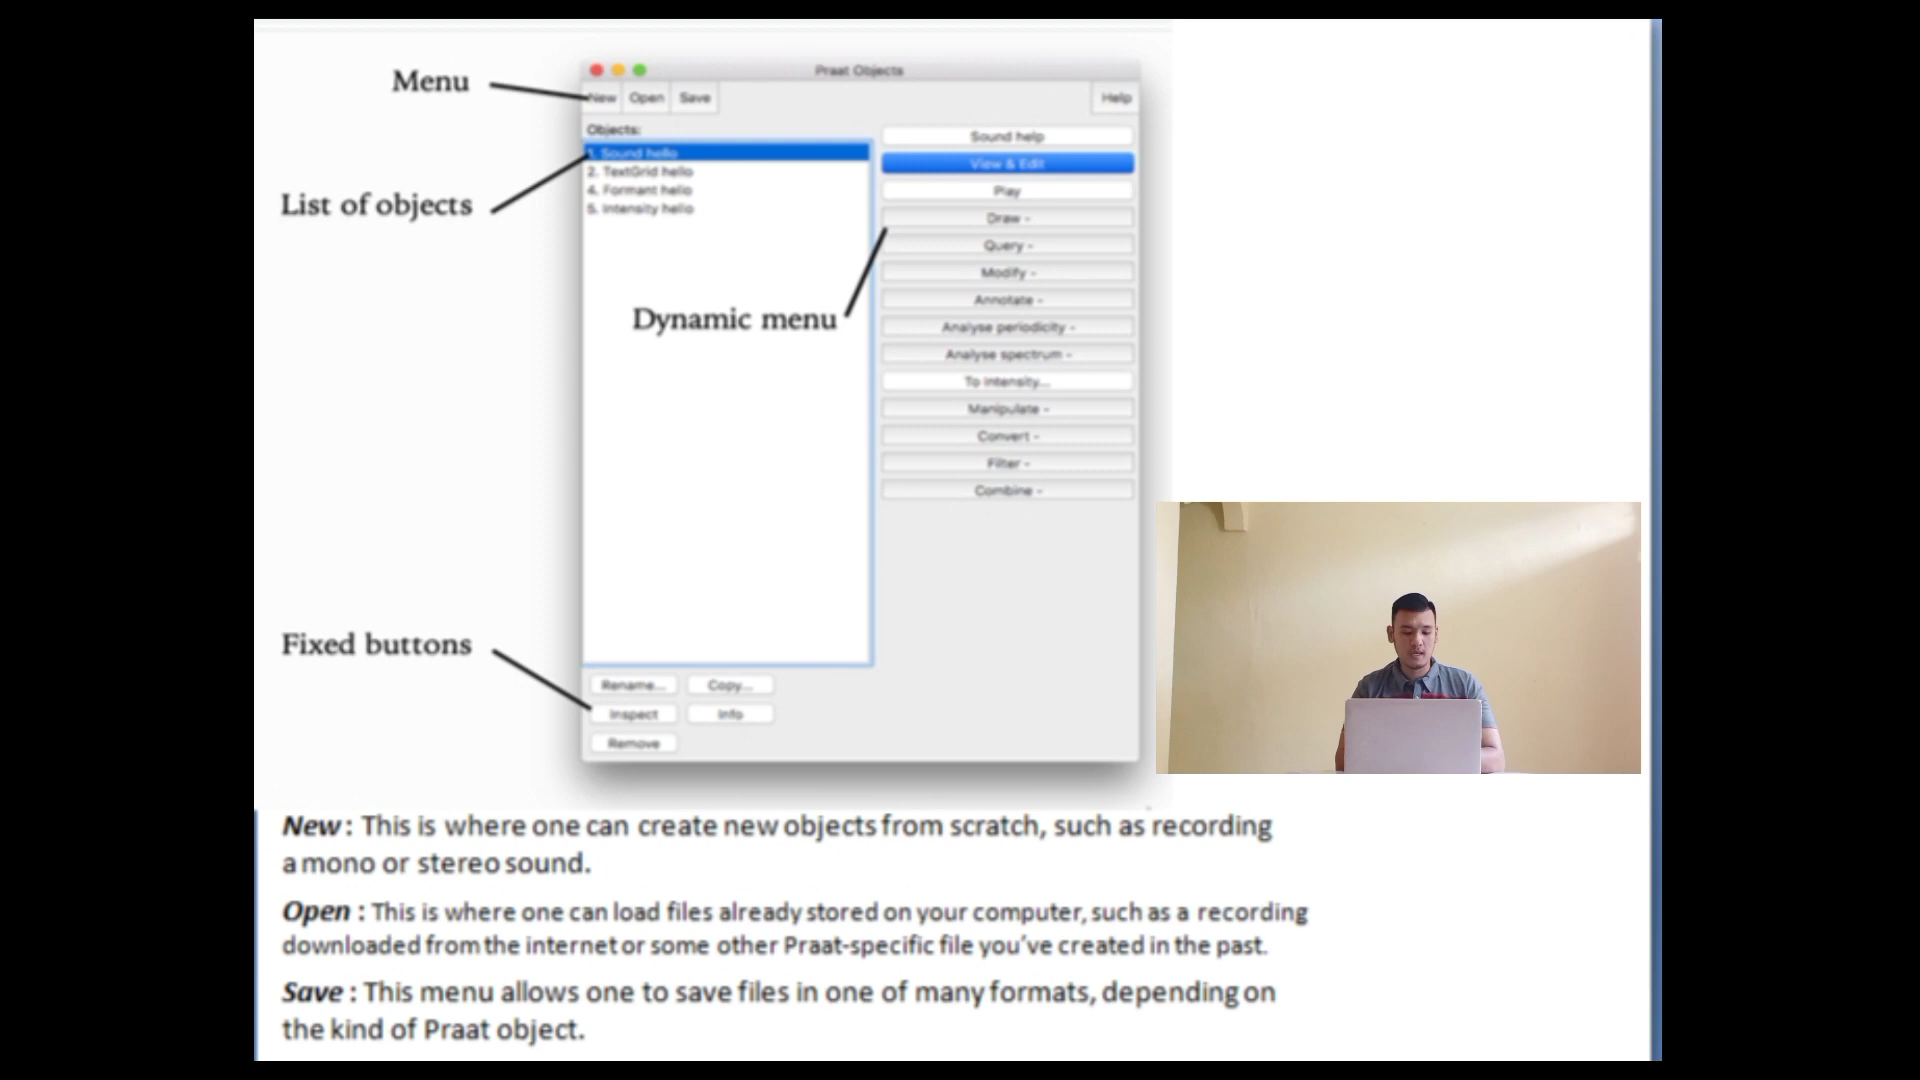 Menu
Praat Objects
New Open Save Help
Objects:
1. Sound hello
2. TextGrid hello
4. Formant hello
5. Intensity hello
List of objects
Sound help
View & Edit
Play
Draw -
Query -
Modify -
Annotate -
Analyse periodicity -
Analyse spectrum -
To Intensity...
Manipulate -
Convert -
Filter -
Combine -
Dynamic menu
Fixed buttons
Rename... Copy...
Inspect Info
Remove
New : This is where one can create new objects from scratch, such as recording
a mono or stereo sound.
Open : This is where one can load files already stored on your computer, such as a recording
downloaded from the internet or some other Praat-specific file you've created in the past.
Save : This menu allows one to save files in one of many formats, depending on
the kind of Praat object.